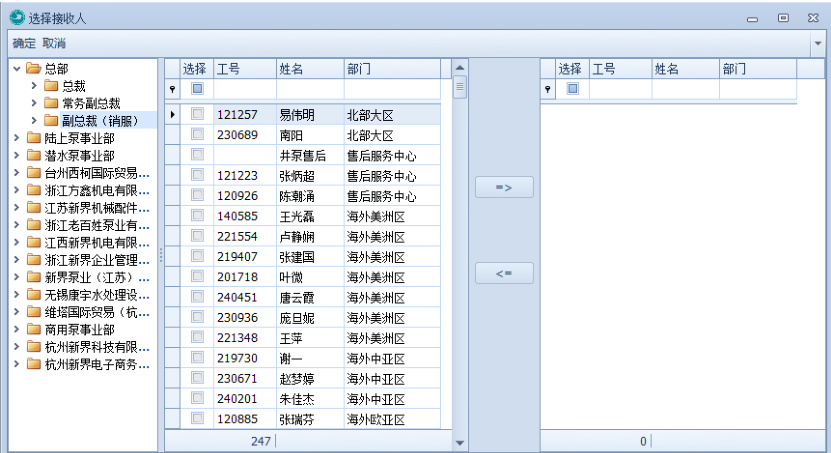 选择接收人
确定 取消
总部
总裁
常务副总裁
副总裁（销服）
陆上泵事业部
潜水泵事业部
台州西柯国际贸易...
浙江方鑫机电有限...
江苏新界机械配件...
浙江老百姓泵业有...
江西新界机电有限...
浙江新界企业管理...
新界泵业（江苏）...
无锡康宇水处理设...
维塔国际贸易（杭...
商用泵事业部
杭州新界科技有限...
杭州新界电子商务...
选择 工号 姓名 部门
121257 易伟明 北部大区
230689 南阳 北部大区
井泵售后 售后服务中心
121223 张炳超 售后服务中心
120926 陈朝涌 售后服务中心
140585 王光磊 海外美洲区
221554 卢静娴 海外美洲区
219407 张建国 海外美洲区
201718 叶微 海外美洲区
240451 唐云霞 海外美洲区
230936 庞旦妮 海外美洲区
221348 王萍 海外美洲区
219730 谢一 海外中亚区
230671 赵梦婷 海外中亚区
240201 朱佳杰 海外中亚区
120885 张瑞芬 海外欧亚区
247
=>
<=
选择 工号 姓名 部门
0